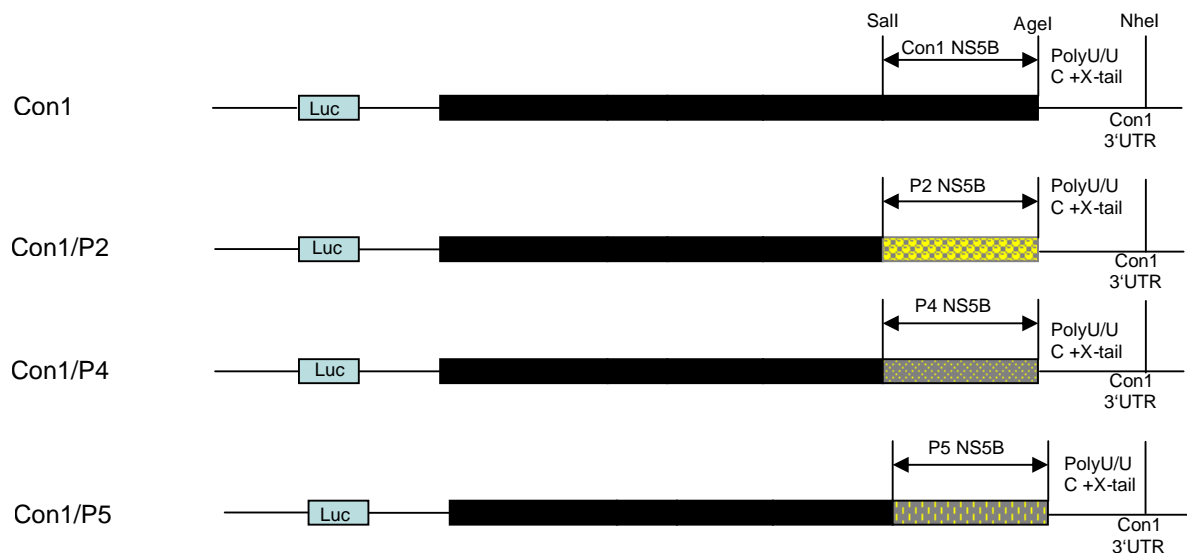 SalI
AgeI
NheI
Con1 NS5B
PolyU/U
C +X-tail
Con1
Luc
Con1
3‘UTR
P2 NS5B
PolyU/U
C +X-tail
Con1/P2
Luc
Con1
3‘UTR
P4 NS5B
PolyU/U
C +X-tail
Con1/P4
Luc
Con1
3‘UTR
P5 NS5B
PolyU/U
C +X-tail
Con1/P5
Luc
Con1
3‘UTR